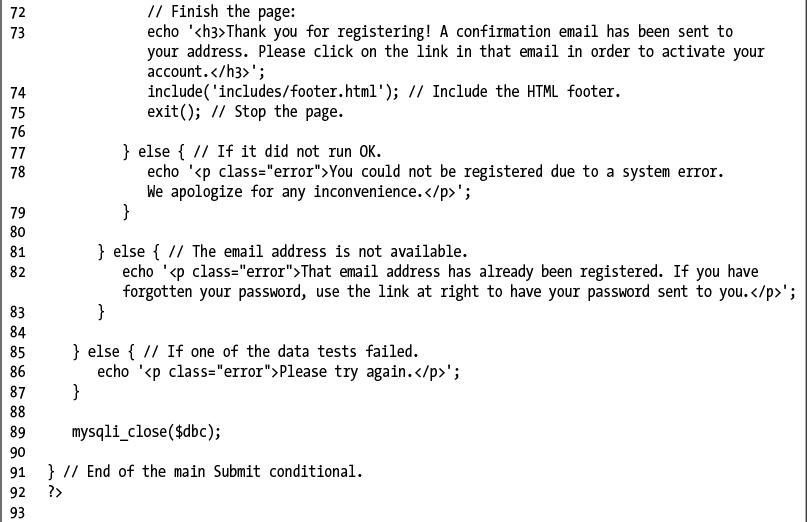 72 // Finish the page:
73 echo '<h3>Thank you for registering! A confirmation email has been sent to
your address. Please click on the link in that email in order to activate your
account.</h3>';
74 include('includes/footer.html'); // Include the HTML footer.
75 exit(); // Stop the page.
76
77 } else { // If it did not run OK.
78 echo '<p class="error">You could not be registered due to a system error.
We apologize for any inconvenience.</p>';
79 }
80
81 } else { // The email address is not available.
82 echo '<p class="error">That email address has already been registered. If you have
forgotten your password, use the link at right to have your password sent to you.</p>';
83 }
84
85 } else { // If one of the data tests failed.
86 echo '<p class="error">Please try again.</p>';
87 }
88
89 mysqli_close($dbc);
90
91 } // End of the main Submit conditional.
92 ?>
93